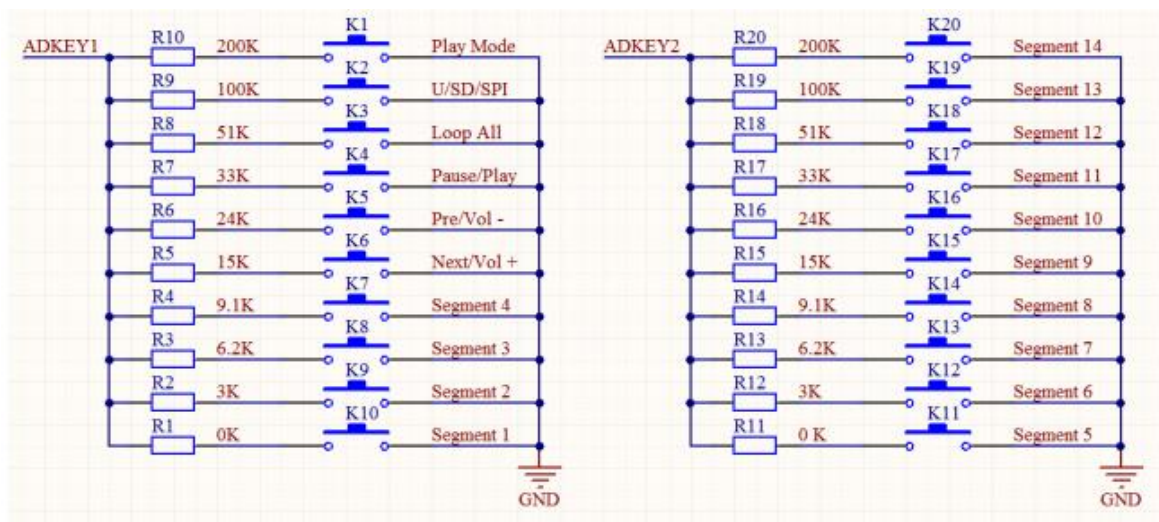 K1 K20
ADKEY1 R10 200K Play Mode ADKEY2 R20 200K Segment 14
K2 K19
R9 100K U/SD/SPI R19 100K Segment 13
K3 K18
R8 51K Loop All R18 51K Segment 12
K4 K17
R7 33K Pause/Play R17 33K Segment 11
K5 K16
R6 24K Pre/Vol - R16 24K Segment 10
K6 K15
R5 15K Next/Vol + R15 15K Segment 9
K7 K14
R4 9.1K Segment 4 R14 9.1K Segment 8
K8 K13
R3 6.2K Segment 3 R13 6.2K Segment 7
K9 K12
R2 3K Segment 2 R12 3K Segment 6
K10 K11
R1 0K Segment 1 R11 0 K Segment 5
GND GND